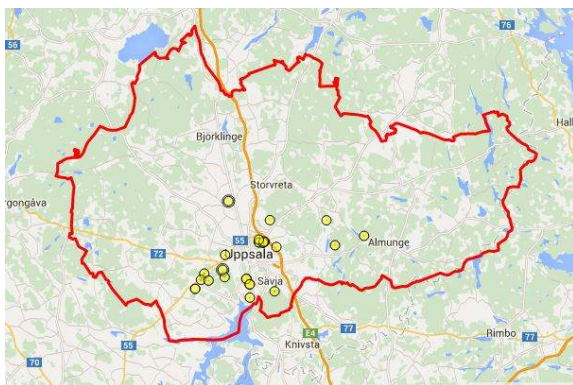 56
76
Björklinge
Hall
Storvreta
rgongåva
55
Almunge
72
Uppsala
Sävja
E4
77
77
Rimbo
55
Knivsta
70